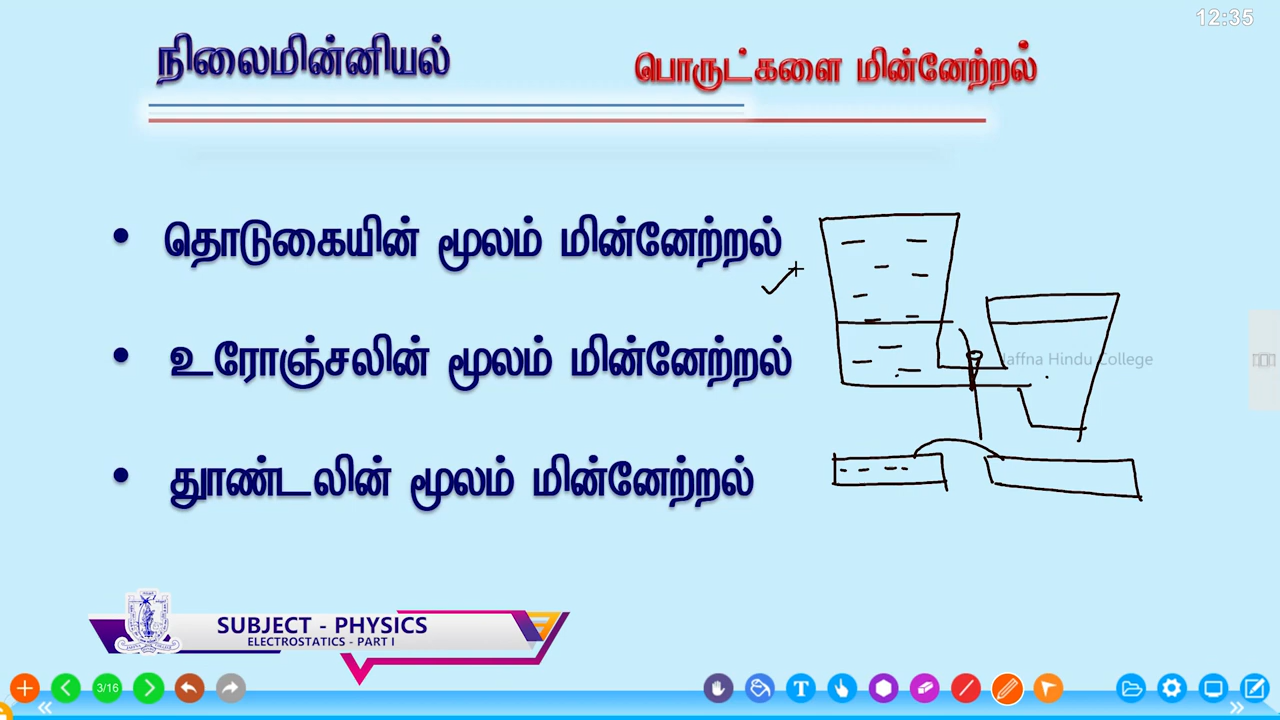 12:35
நிலைமின்னியல்
பொருட்களை மின்னேற்றல்
• தொடுகையின் மூலம் மின்னேற்றல்
• உரோஞ்சலின் மூலம் மின்னேற்றல்
• தூண்டலின் மூலம் மின்னேற்றல்
Jaffna Hindu College
SUBJECT - PHYSICS
ELECTROSTATICS - PART I
3/16